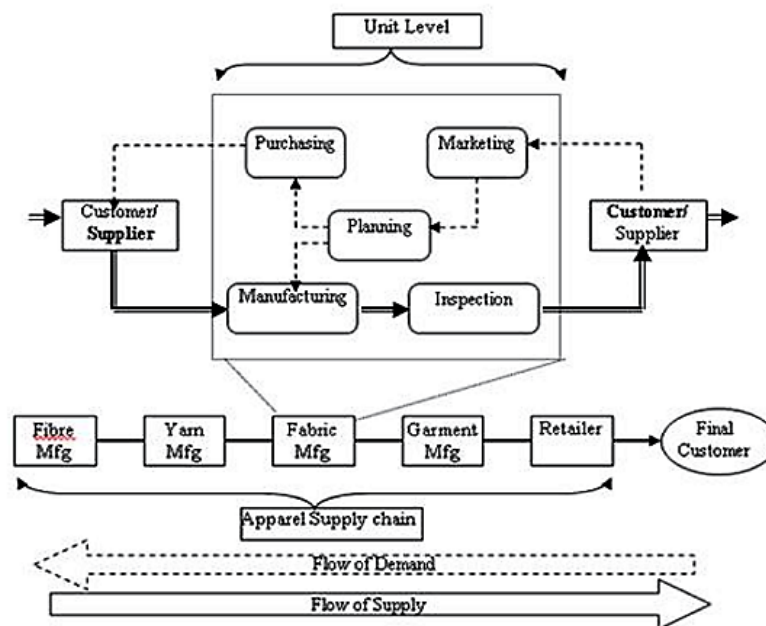 Unit Level
Purchasing
Marketing
Customer/
Supplier
Planning
Customer/
Supplier
Manufacturing
Inspection
Fibre
Mfg
Yarn
Mfg
Fabric
Mfg
Garment
Mfg
Retailer
Final
Customer
Apparel Supply chain
Flow of Demand
Flow of Supply